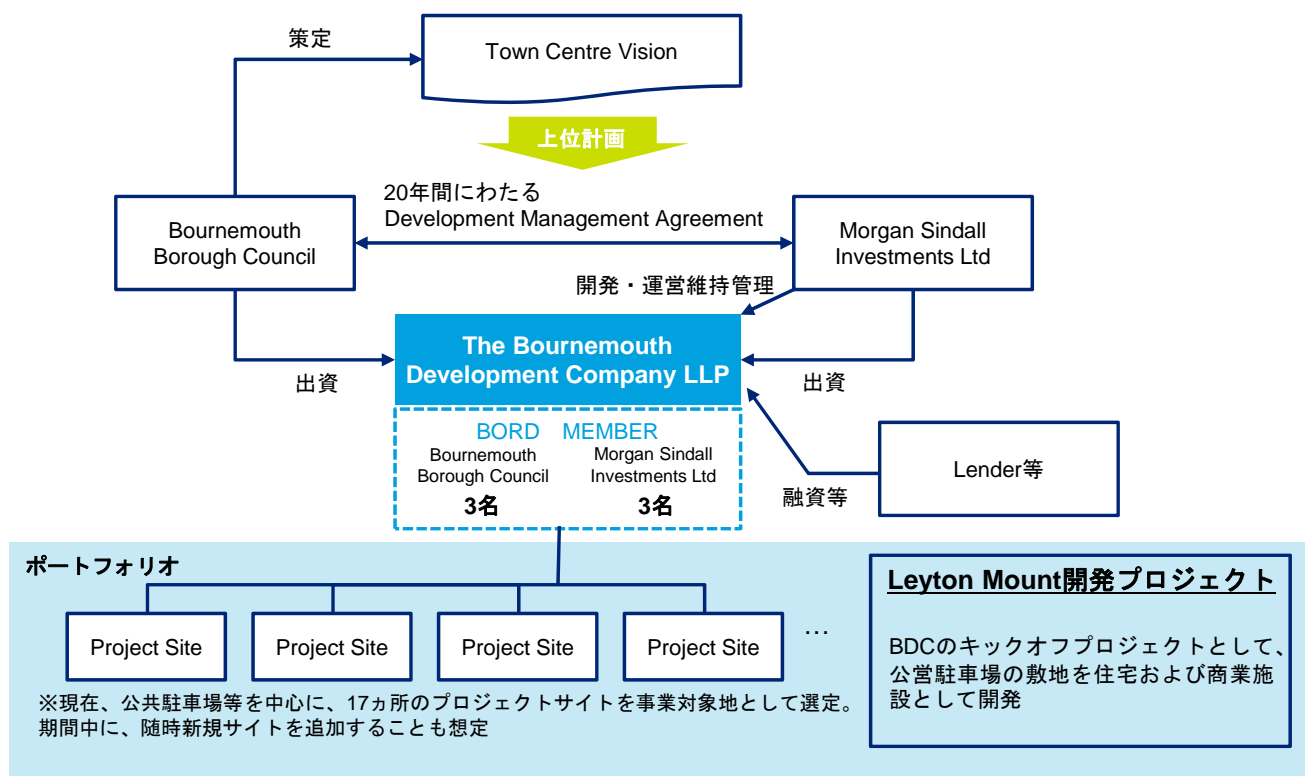 策定
Town Centre Vision
上位計画
20年間にわたる
Development Management Agreement
Bournemouth
Borough Council
Morgan Sindall
Investments Ltd
開発・運営維持管理
The Bournemouth
Development Company LLP
出資
出資
BORD MEMBER
Bournemouth
Borough Council
3名
Morgan Sindall
Investments Ltd
3名
Lender等
融資等
ポートフォリオ
Project Site
Project Site
Project Site
Project Site
…
※現在、公共駐車場等を中心に、17ヵ所のプロジェクトサイトを事業対象地として選定。
期間中に、随時新規サイトを追加することも想定
Leyton Mount開発プロジェクト
BDCのキックオフプロジェクトとして、
公営駐車場の敷地を住宅および商業施
設として開発